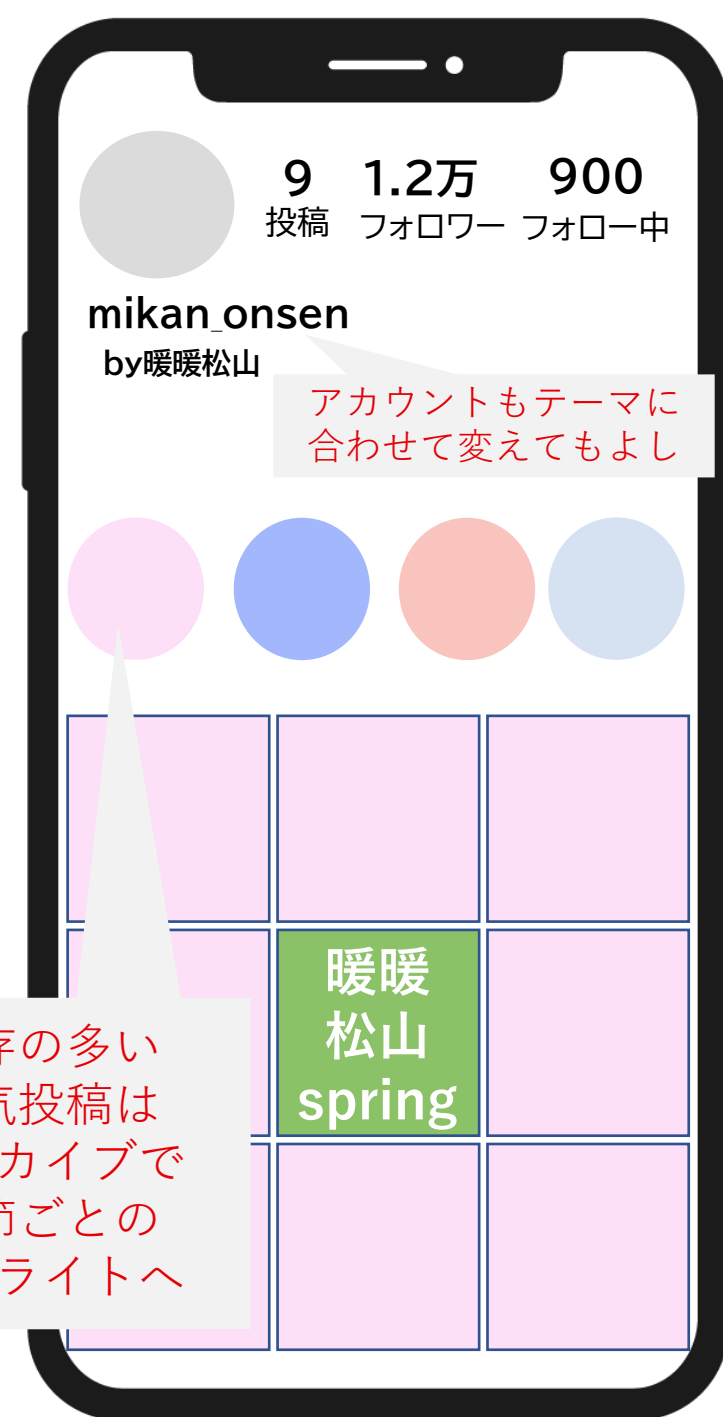 9 1.2万 900
投稿 フォロワー フォロー中
mikan_onsen
by暖暖松山
アカウントもテーマに
合わせて変えてもよし
暖暖
松山
spring
存の多い
気投稿は
カイブで
節ごとの
ライトへ